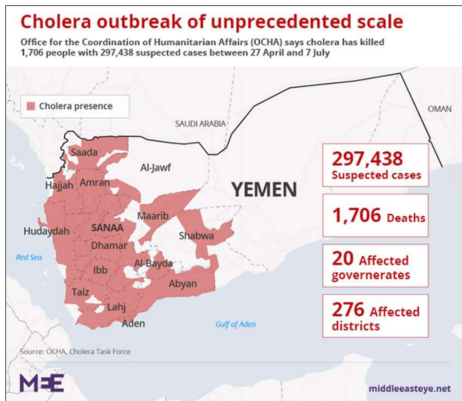 Cholera outbreak of unprecedented scale
Office for the Coordination of Humanitarian Affairs (OCHA) says cholera has killed
1,706 people with 297,438 suspected cases between 27 April and 7 July
Cholera presence
SAUDI ARABIA
OMAN
Saada
Al-Jawf
Hajjah
Amran
YEMEN
Maarib
Hudaydah
SANAA
Shabwa
Dhamar
Red Sea
Ibb
Al-Bayda
Abyan
Taiz
Lahj
Aden
Gulf of Aden
297,438
Suspected cases
1,706 Deaths
20 Affected
governerates
276 Affected
districts
Source: OCHA, Cholera Task Force
MEE
middleeasteye.net